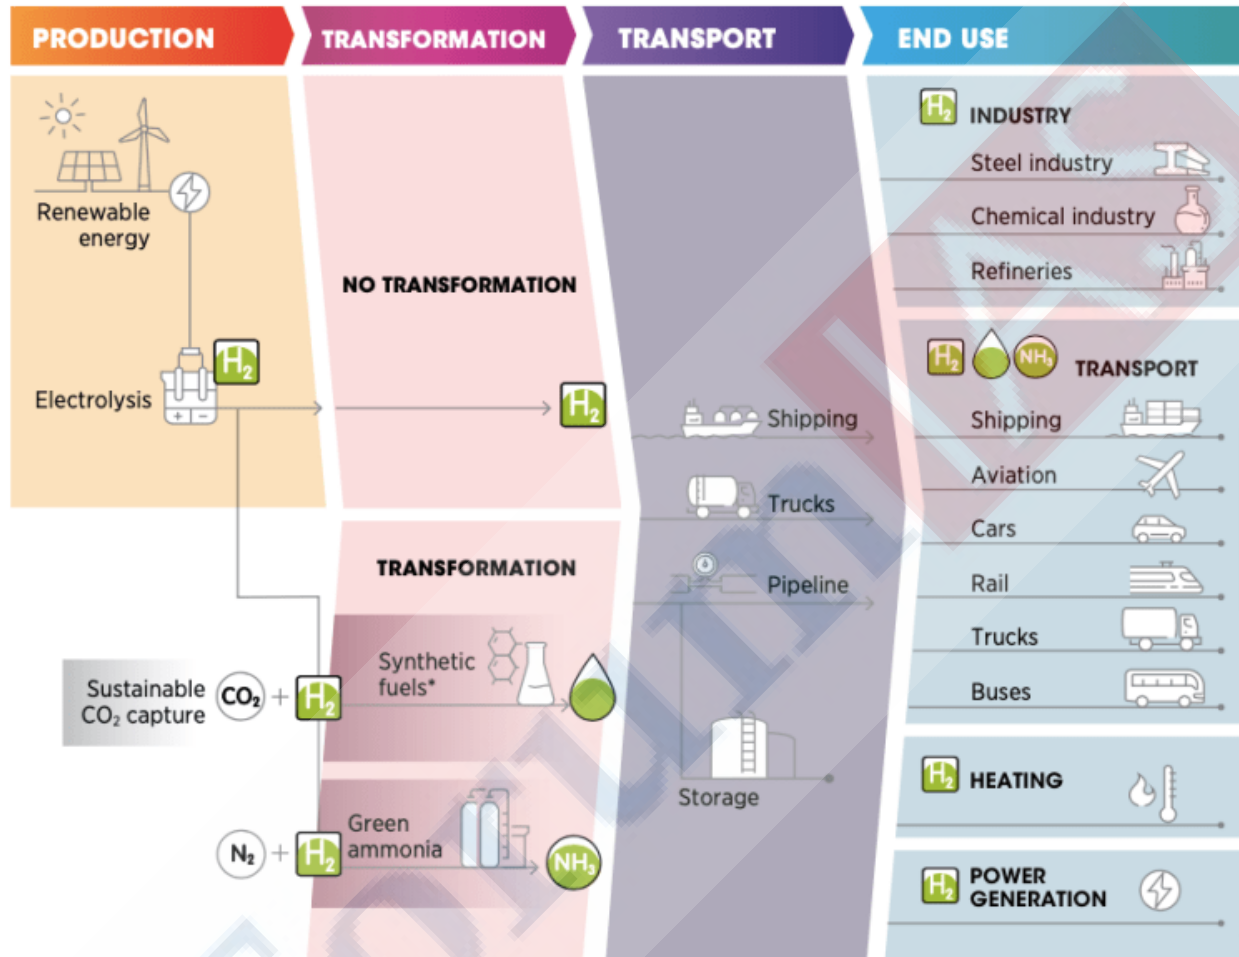 PRODUCTION
TRANSFORMATION
TRANSPORT
END USE
Renewable
energy
Electrolysis
H₂
NO TRANSFORMATION
H₂
TRANSFORMATION
Sustainable
CO₂ capture
CO₂ + H₂
Synthetic
fuels*
N₂ + H₂
Green
ammonia
NH₃
Shipping
Trucks
Pipeline
Storage
H₂ INDUSTRY
Steel industry
Chemical industry
Refineries
H₂ NH₃ TRANSPORT
Shipping
Aviation
Cars
Rail
Trucks
Buses
H₂ HEATING
H₂ POWER
GENERATION
ForumIAS